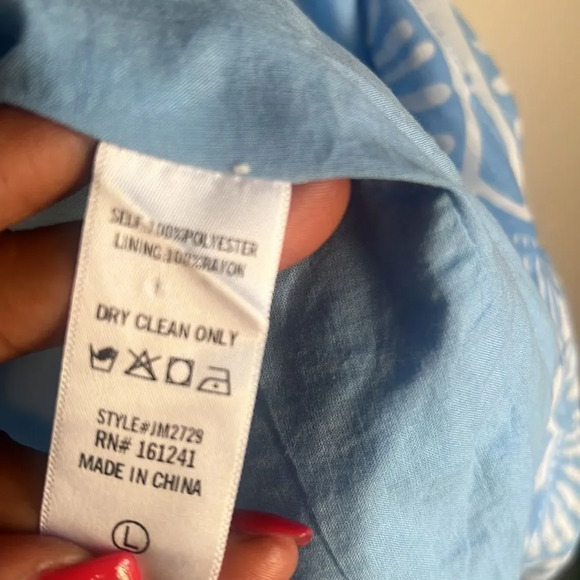 SELF:100%POLYESTER
LINING:100%RAYON
DRY CLEAN ONLY
STYLE#JM2729
RN# 161241
MADE IN CHINA
L